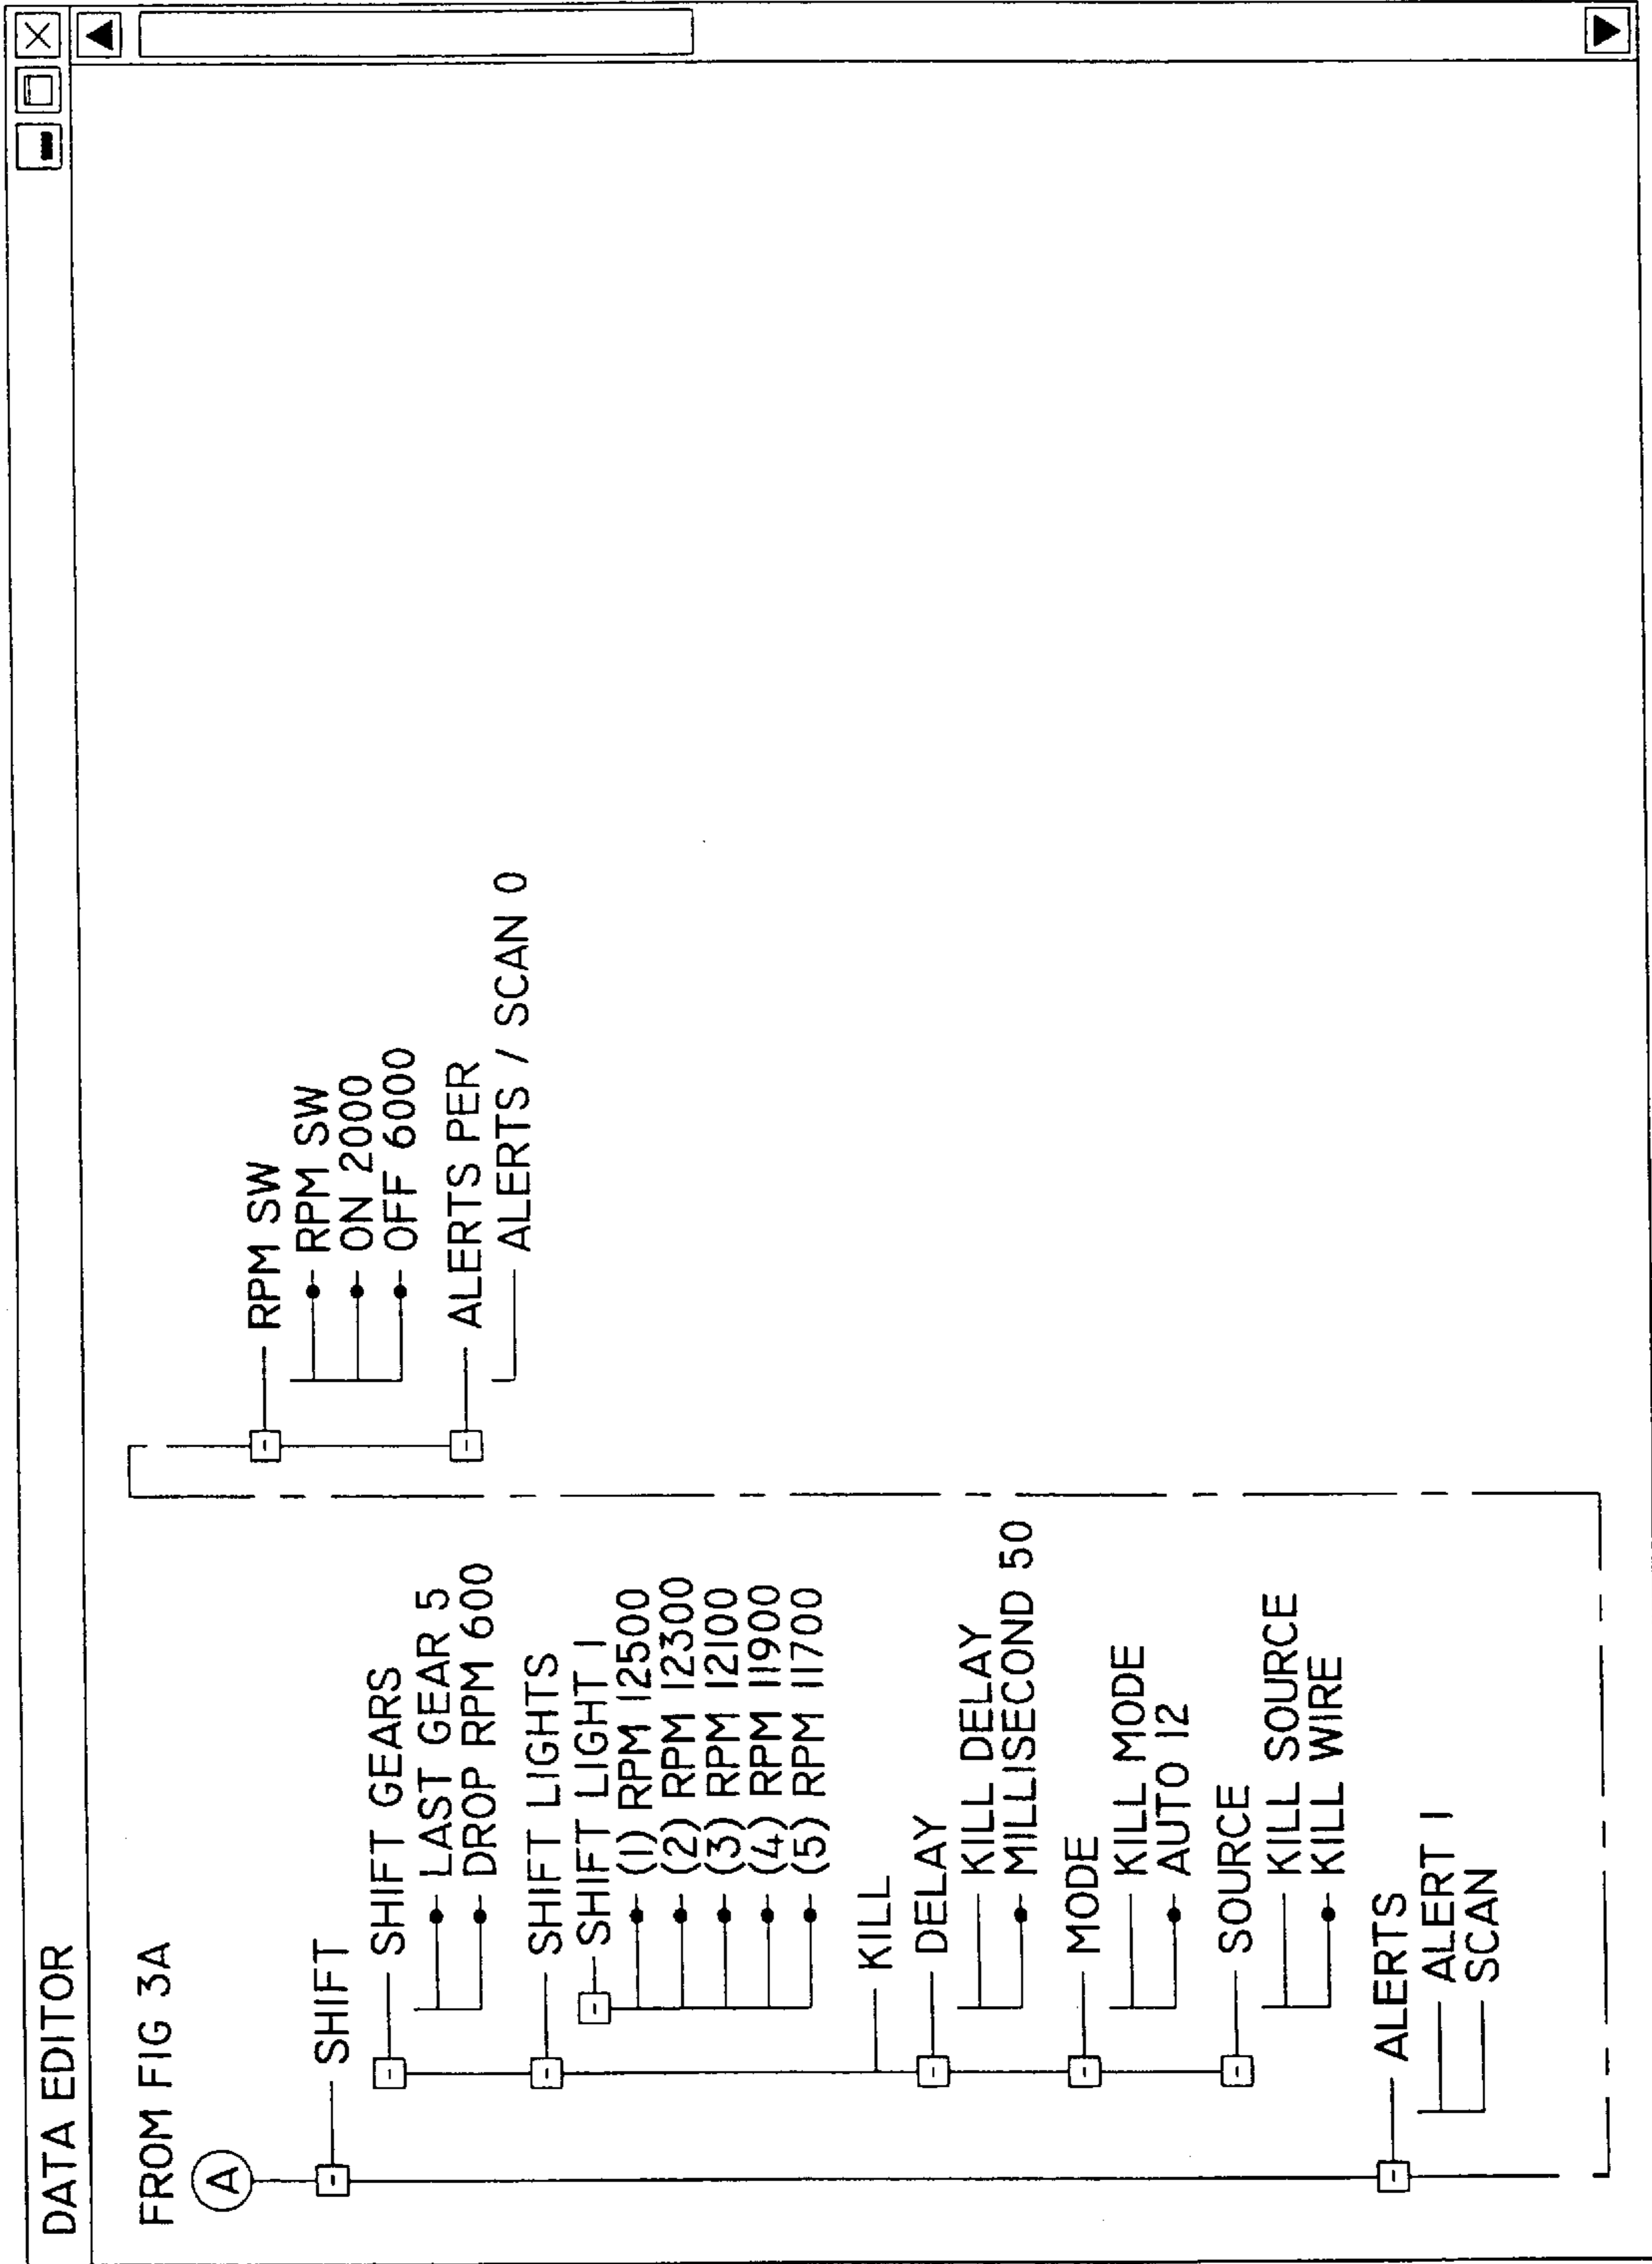 DATA EDITOR
FROM FIG 3A
A
SHIFT
SHIFT GEARS
LAST GEAR 5
DROP RPM 600
SHIFT LIGHTS
SHIFT LIGHT 1
(1) RPM 12500
(2) RPM 12300
(3) RPM 12100
(4) RPM 11900
(5) RPM 11700
KILL
DELAY
KILL DELAY
MILLISECOND 50
MODE
KILL MODE
AUTO 12
SOURCE
KILL SOURCE
KILL WIRE
ALERTS
ALERT 1
SCAN
RPM SW
RPM SW
ON 2000
OFF 6000
ALERTS PER
ALERTS / SCAN 0